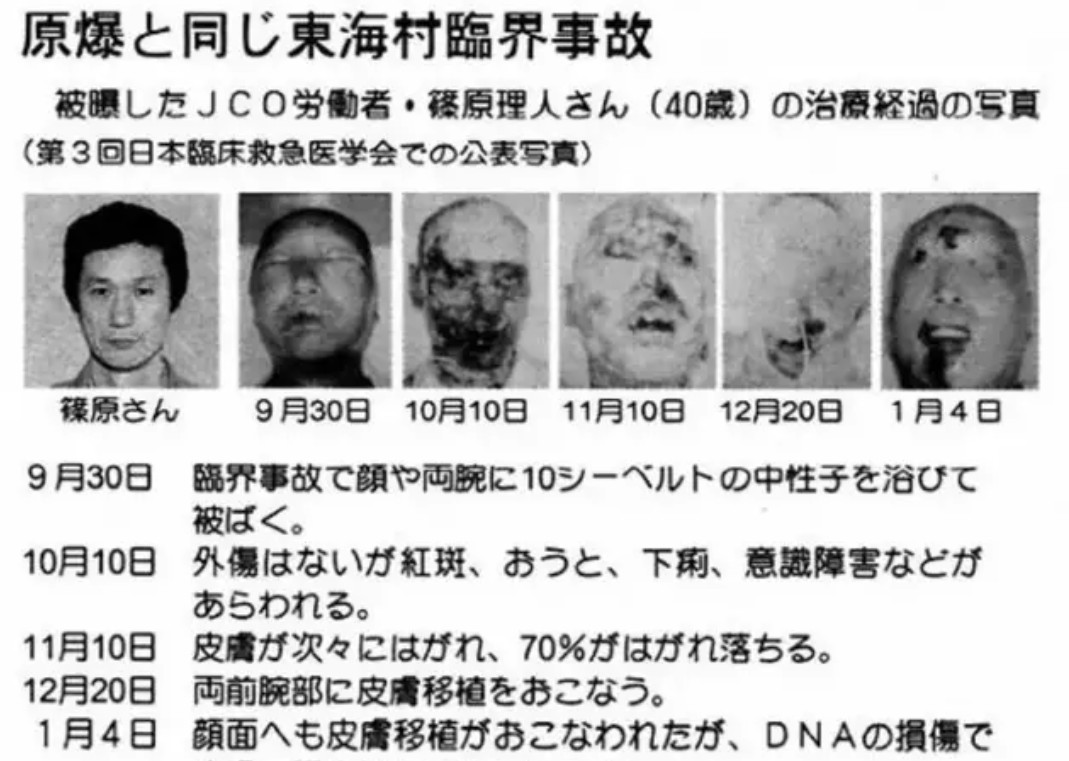 原爆と同じ東海村臨界事故
被曝したＪＣＯ労働者・篠原理人さん（40歳）の治療経過の写真
（第３回日本臨床救急医学会での公表写真）
篠原さん 9月30日 10月10日 11月10日 12月20日 1月4日
9月30日 臨界事故で顔や両腕に10シーベルトの中性子を浴びて
被ばく。
10月10日 外傷はないが紅斑、おうと、下痢、意識障害などが
あらわれる。
11月10日 皮膚が次々にはがれ、70%がはがれ落ちる。
12月20日 両前腕部に皮膚移植をおこなう。
1月4日 顔面へも皮膚移植がおこなわれたが、ＤＮＡの損傷で